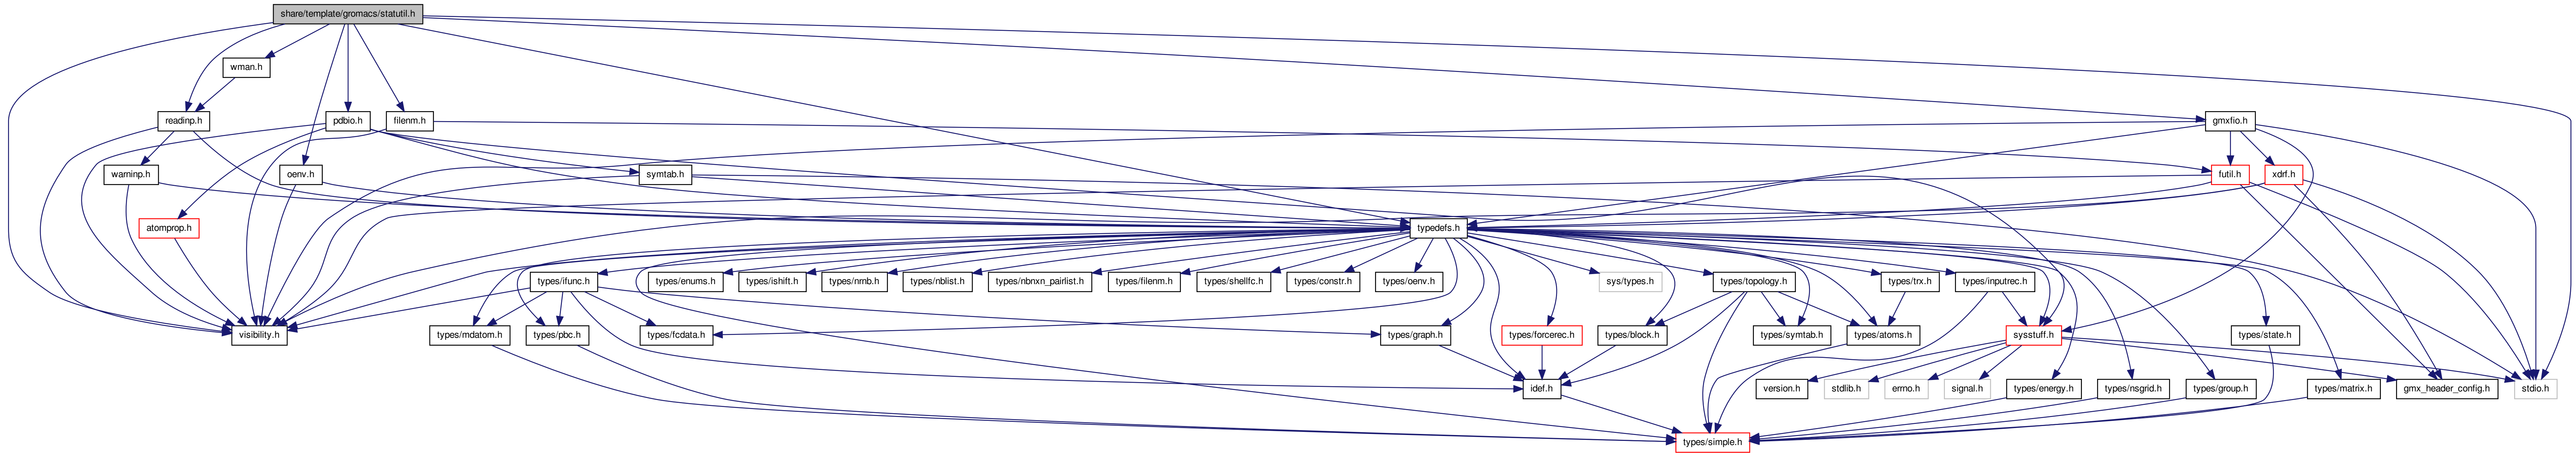 share/template/gromacs/statutil.h
wman.h
readinp.h
pdbio.h
filenm.h
gmxfio.h
warninp.h
oenv.h
symtab.h
futil.h
xdrf.h
atomprop.h
typedefs.h
types/ifunc.h
types/enums.h
types/ishift.h
types/nrnb.h
types/nblist.h
types/nbnxn_pairlist.h
types/filenm.h
types/shellfc.h
types/constr.h
types/oenv.h
sys/types.h
types/topology.h
types/trx.h
types/inputrec.h
visibility.h
types/mdatom.h
types/pbc.h
types/fcdata.h
types/graph.h
types/forcerec.h
types/block.h
types/symtab.h
types/atoms.h
sysstuff.h
types/state.h
idef.h
version.h
stdlib.h
errno.h
signal.h
types/energy.h
types/nsgrid.h
types/group.h
types/matrix.h
gmx_header_config.h
stdio.h
types/simple.h